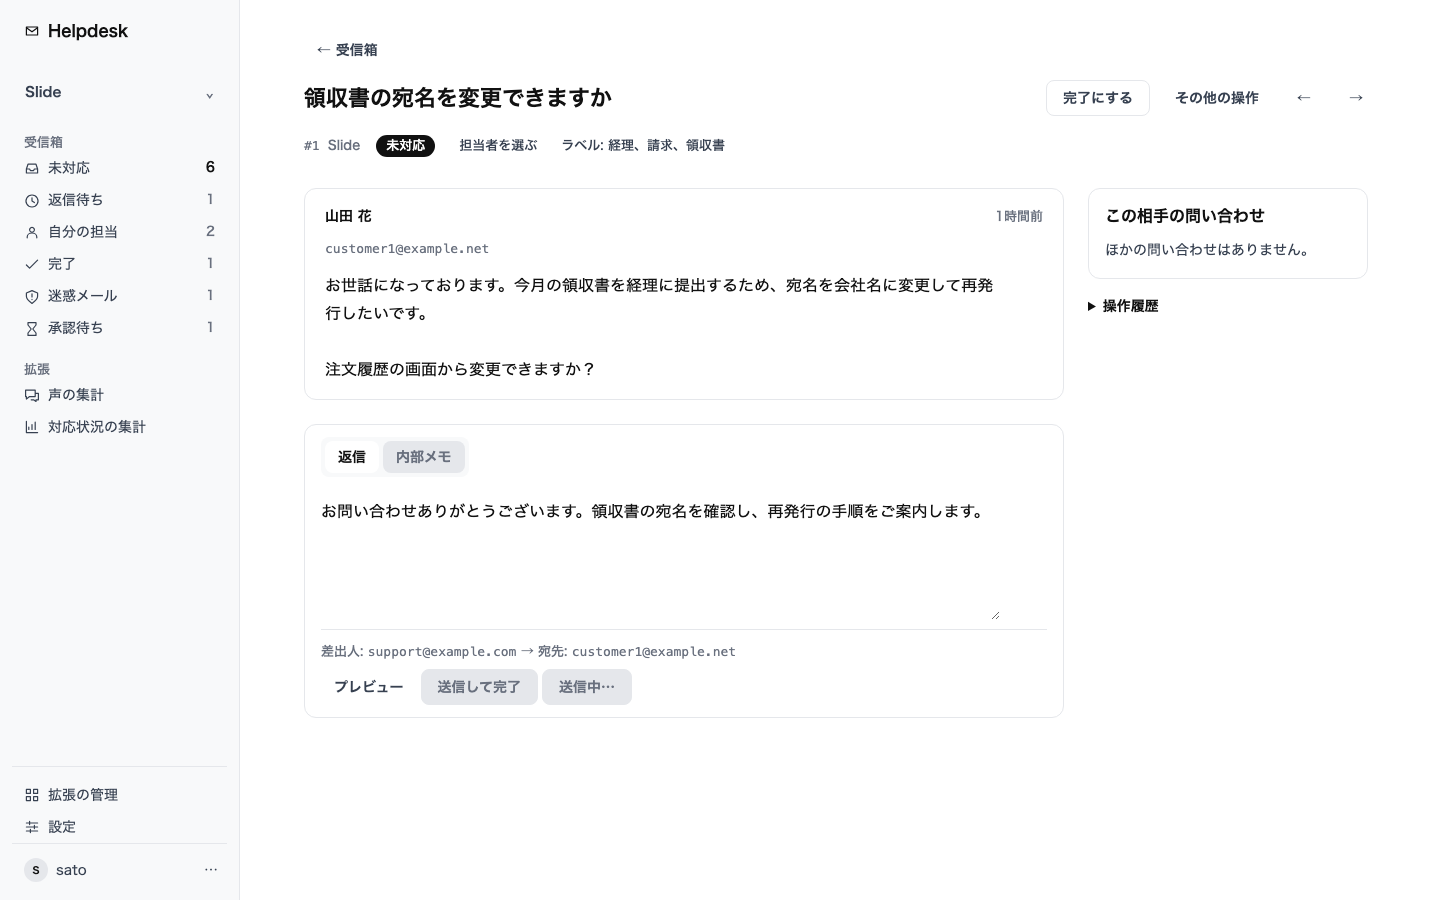 Helpdesk
Slide
受信箱
未対応 6
返信待ち 1
自分の担当 2
完了 1
迷惑メール 1
承認待ち 1
拡張
声の集計
対応状況の集計
拡張の管理
設定
S sato …
← 受信箱
領収書の宛名を変更できますか
完了にする その他の操作 ← →
#1 Slide 未対応 担当者を選ぶ ラベル: 経理、請求、領収書
山田 花 1時間前
customer1@example.net
お世話になっております。今月の領収書を経理に提出するため、宛名を会社名に変更して再発
行したいです。
注文履歴の画面から変更できますか？
返信 内部メモ
お問い合わせありがとうございます。領収書の宛名を確認し、再発行の手順をご案内します。
差出人: support@example.com → 宛先: customer1@example.net
プレビュー 送信して完了 送信中…
この相手の問い合わせ
ほかの問い合わせはありません。
▶ 操作履歴